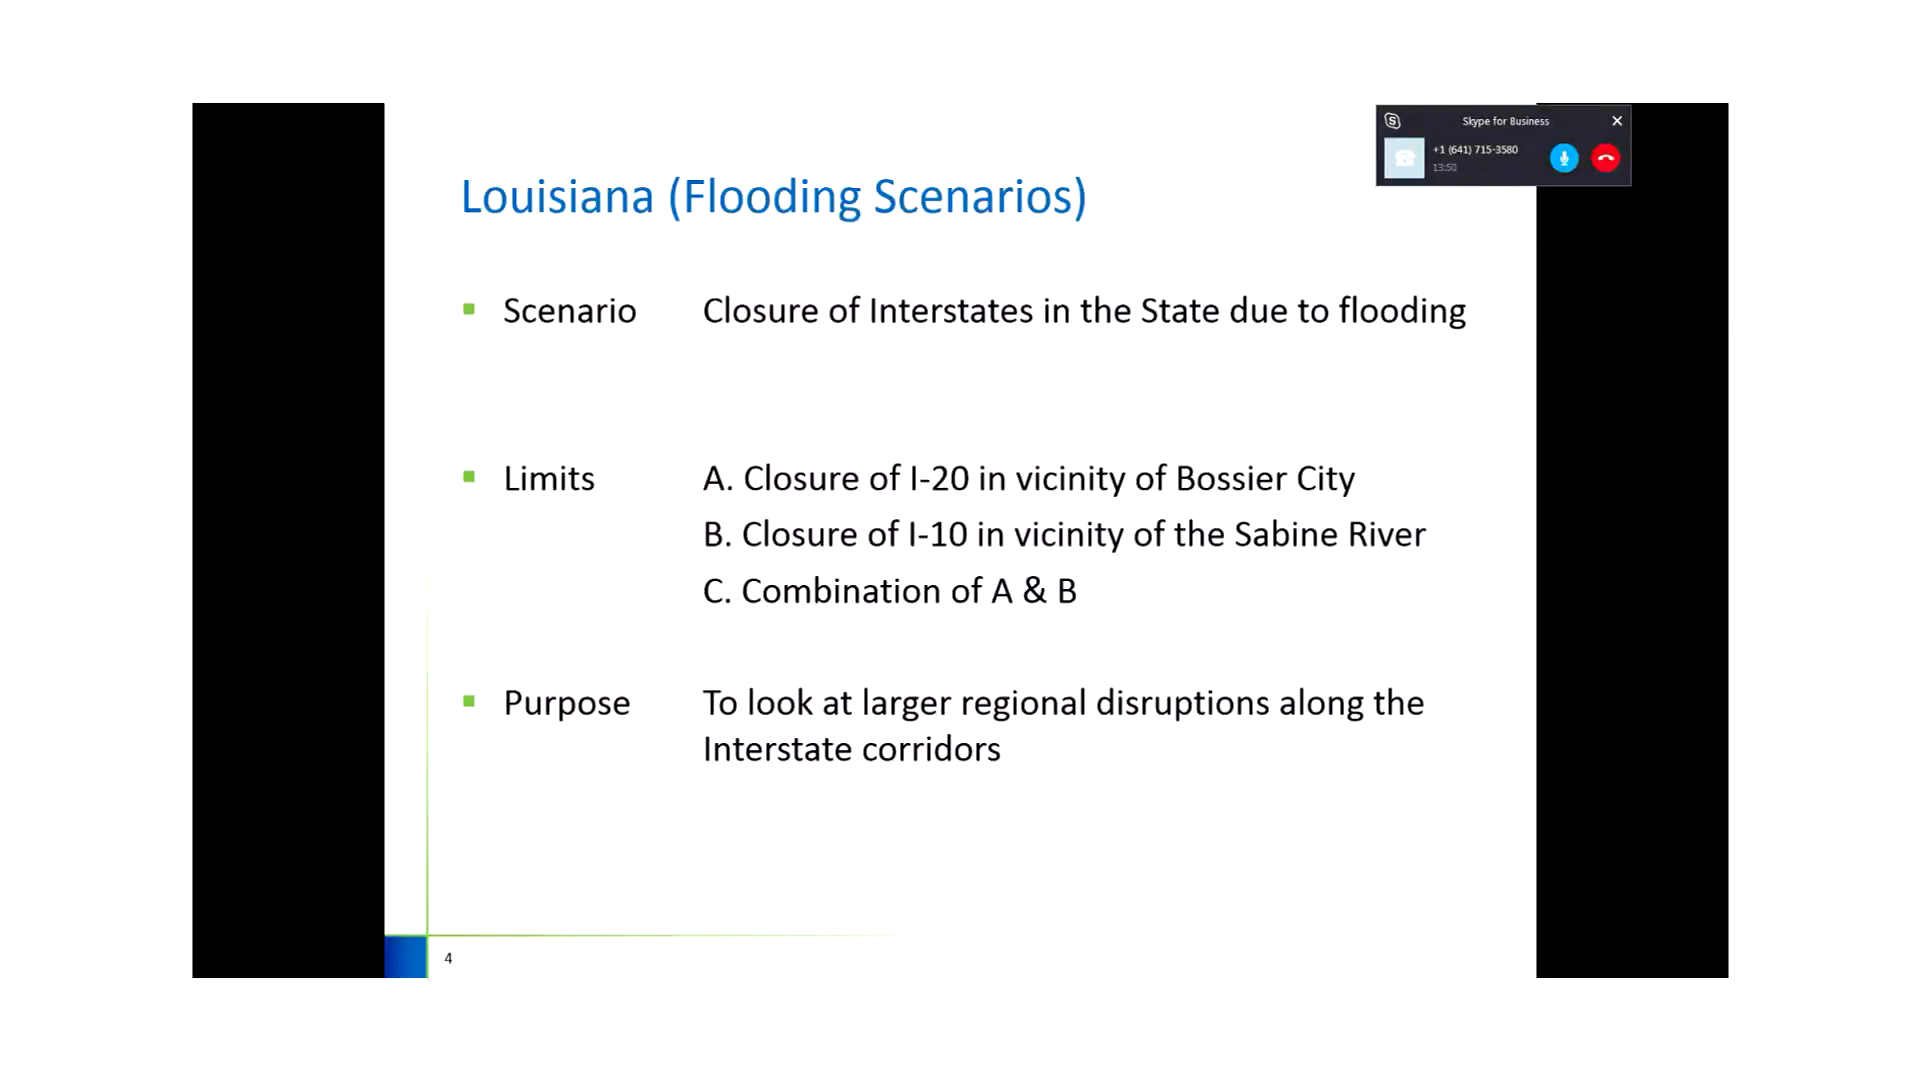 Skype for Business
+1 (641) 715-3580
13:50
Louisiana (Flooding Scenarios)
Scenario Closure of Interstates in the State due to flooding
Limits A. Closure of I-20 in vicinity of Bossier City
B. Closure of I-10 in vicinity of the Sabine River
C. Combination of A & B
Purpose To look at larger regional disruptions along the
Interstate corridors
4